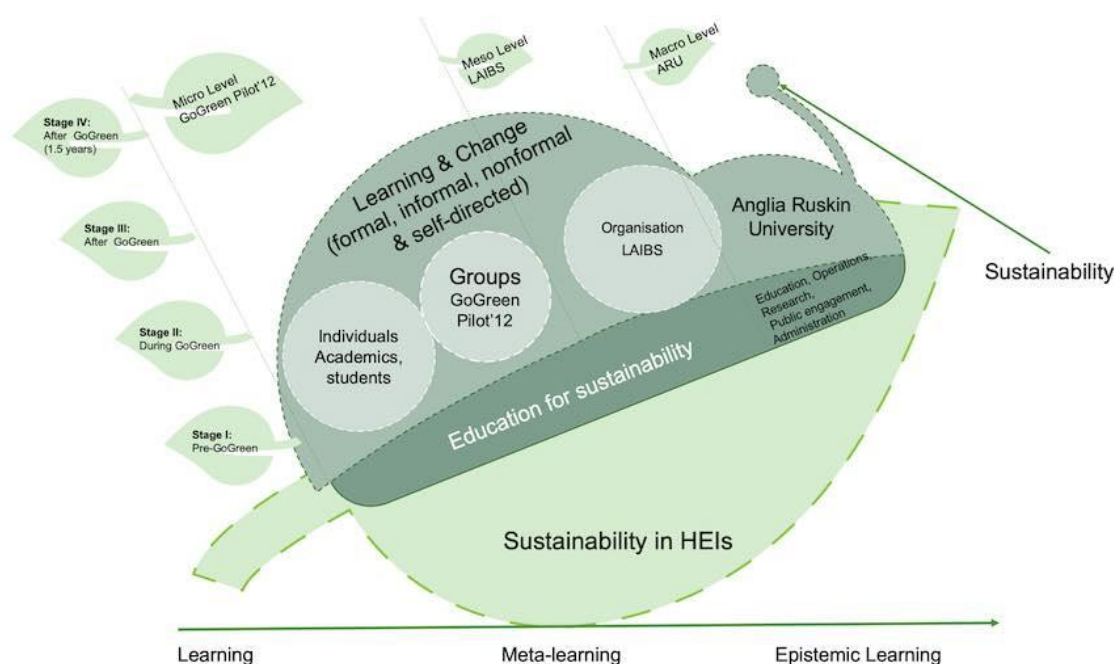 Meso Level
LAIBS
Macro Level
ARU
Micro Level
GoGreen Pilot'12
Stage IV:
After GoGreen
(1.5 years)
Stage III:
After GoGreen
Stage II:
During GoGreen
Stage I:
Pre-GoGreen
Learning & Change
(formal, informal, nonformal
& self-directed)
Individuals
Academics,
students
Groups
GoGreen
Pilot'12
Organisation
LAIBS
Anglia Ruskin
University
Education, Operations,
Research,
Public engagement,
Administration
Education for sustainability
Sustainability
Sustainability in HEIs
Learning
Meta-learning
Epistemic Learning